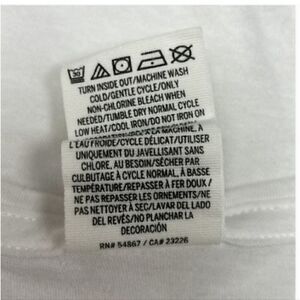 30
TURN INSIDE OUT/MACHINE WASH
COLD/GENTLE CYCLE/ONLY
NON-CHLORINE BLEACH WHEN
NEEDED/TUMBLE DRY NORMAL CYCLE
LOW HEAT/COOL IRON/DO NOT IRON ON
À LA MACHINE, À
L'EAU FROIDE/CYCLE DÉLICAT/UTILISER
UNIQUEMENT DU JAVELLISANT SANS
CHLORE, AU BESOIN/SÉCHER PAR
CULBUTAGE À CYCLE NORMAL, À BASSE
TEMPÉRATURE/REPASSER À FER DOUX/
NE PAS REPASSER LES ORNEMENTS/NE
PAS NETTOYER À SEC/LAVAR DEL LADO
DEL REVÉS/NO PLANCHAR LA
DECORACIÓN
RN# 54867 / CA# 23226